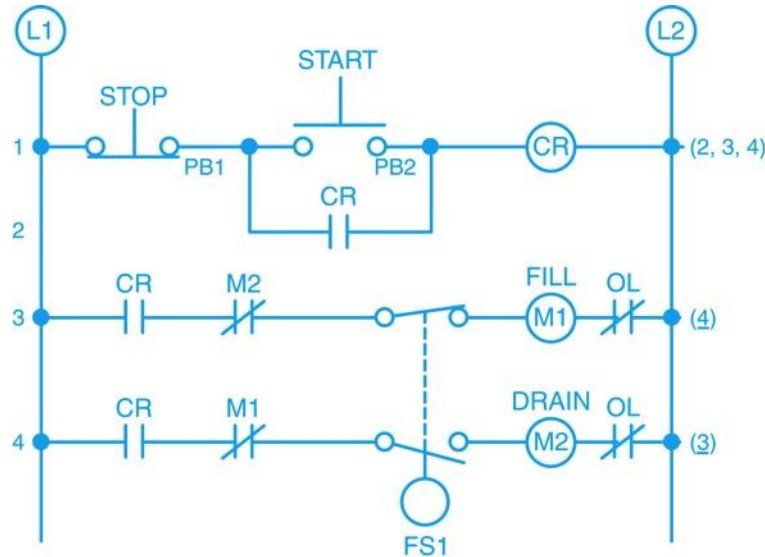 L1 L2
START
STOP
1 PB1 PB2 CR (2, 3, 4)
CR
2
CR M2 FILL OL
3 M1 (4)
CR M1 DRAIN OL
4 M2 (3)
FS1